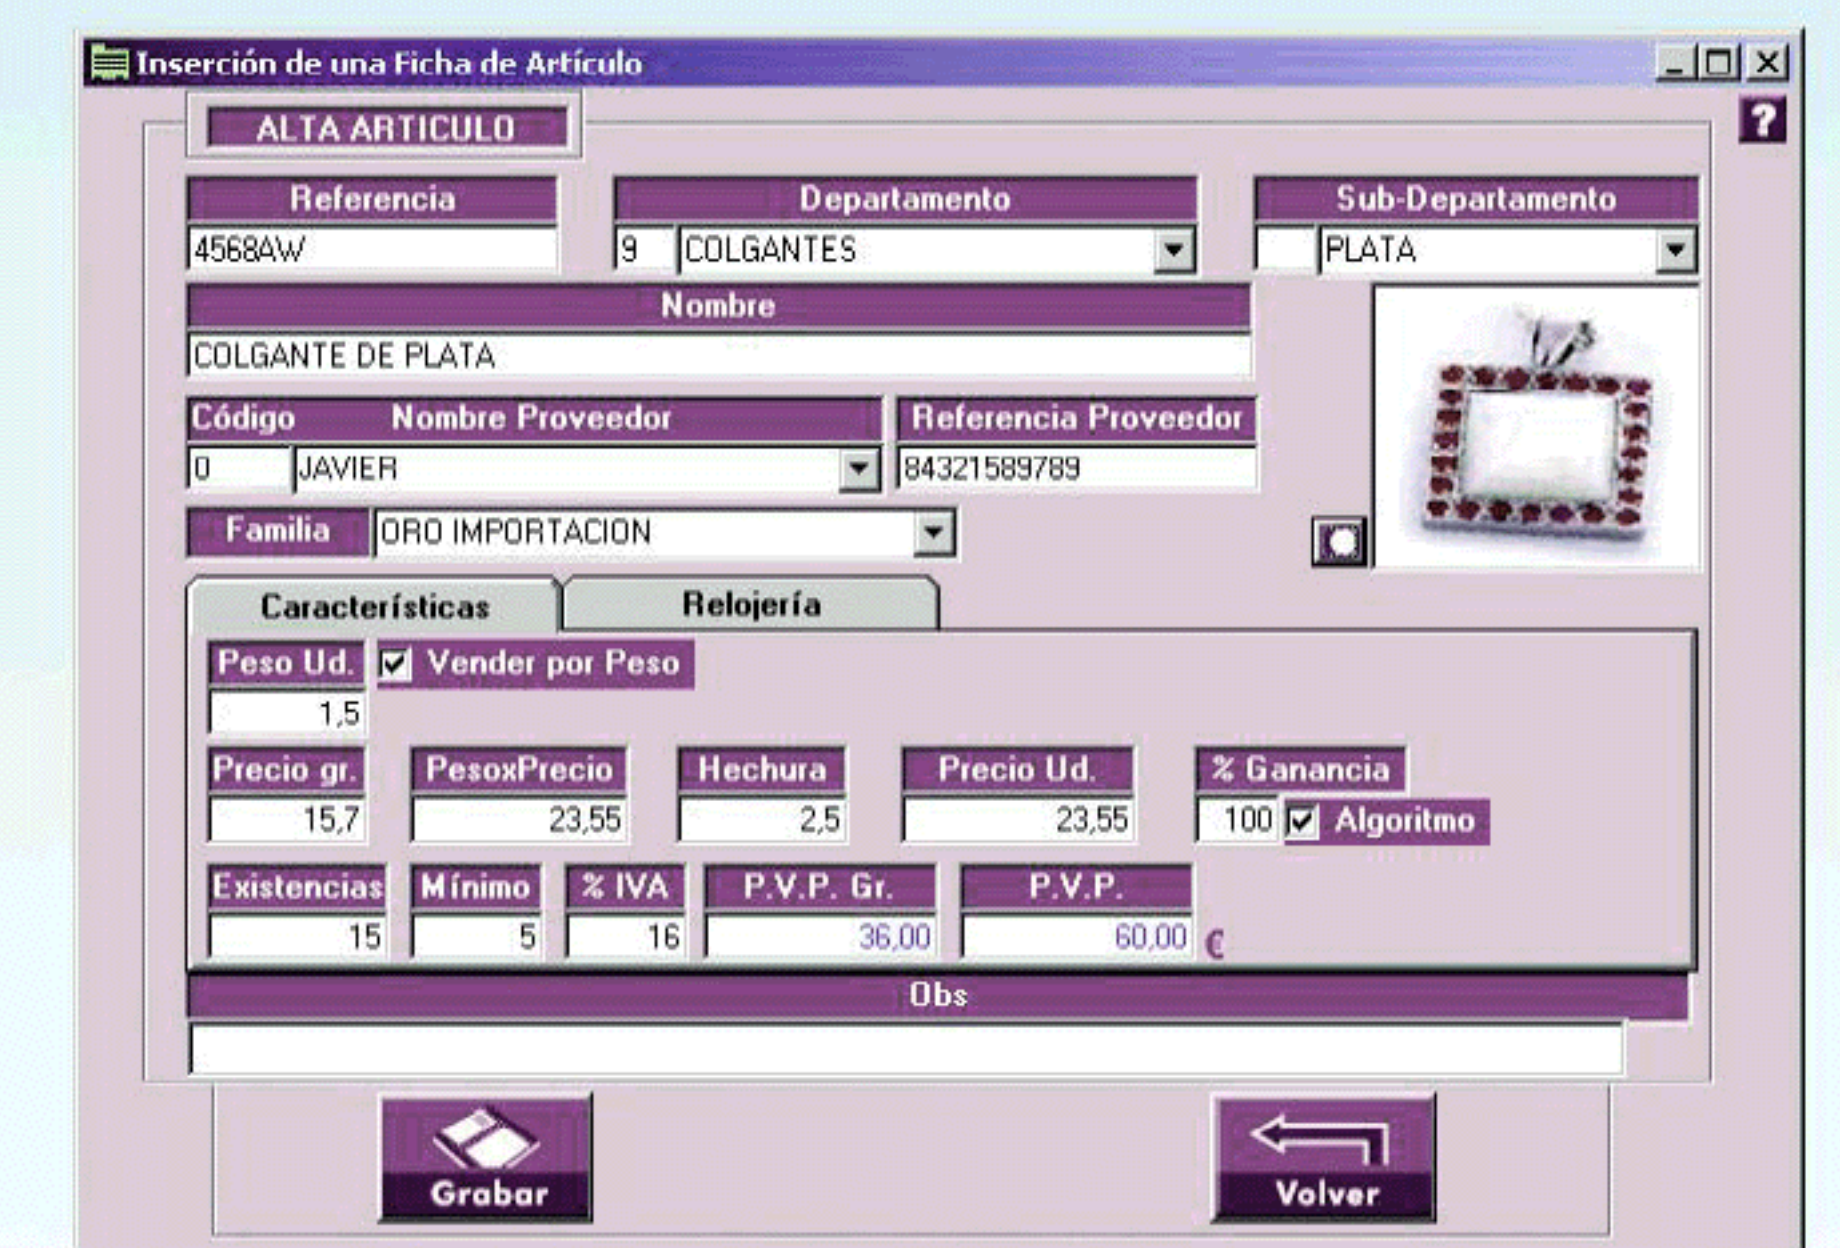 Inserción de una Ficha de Artículo
?
ALTA ARTICULO
Referencia Departamento Sub-Departamento
4568AW 9 COLGANTES PLATA
Nombre
COLGANTE DE PLATA
Código Nombre Proveedor Referencia Proveedor
0 JAVIER 84321589789
Familia ORO IMPORTACION
Características Relojería
Peso Ud. Vender por Peso
1,5
Precio gr. PesoxPrecio Hechura Precio Ud. % Ganancia
15,7 23,55 2,5 23,55 100 Algoritmo
Existencias Mínimo % IVA P.V.P. Gr. P.V.P.
15 5 16 36,00 60,00 €
Obs
Grabar Volver